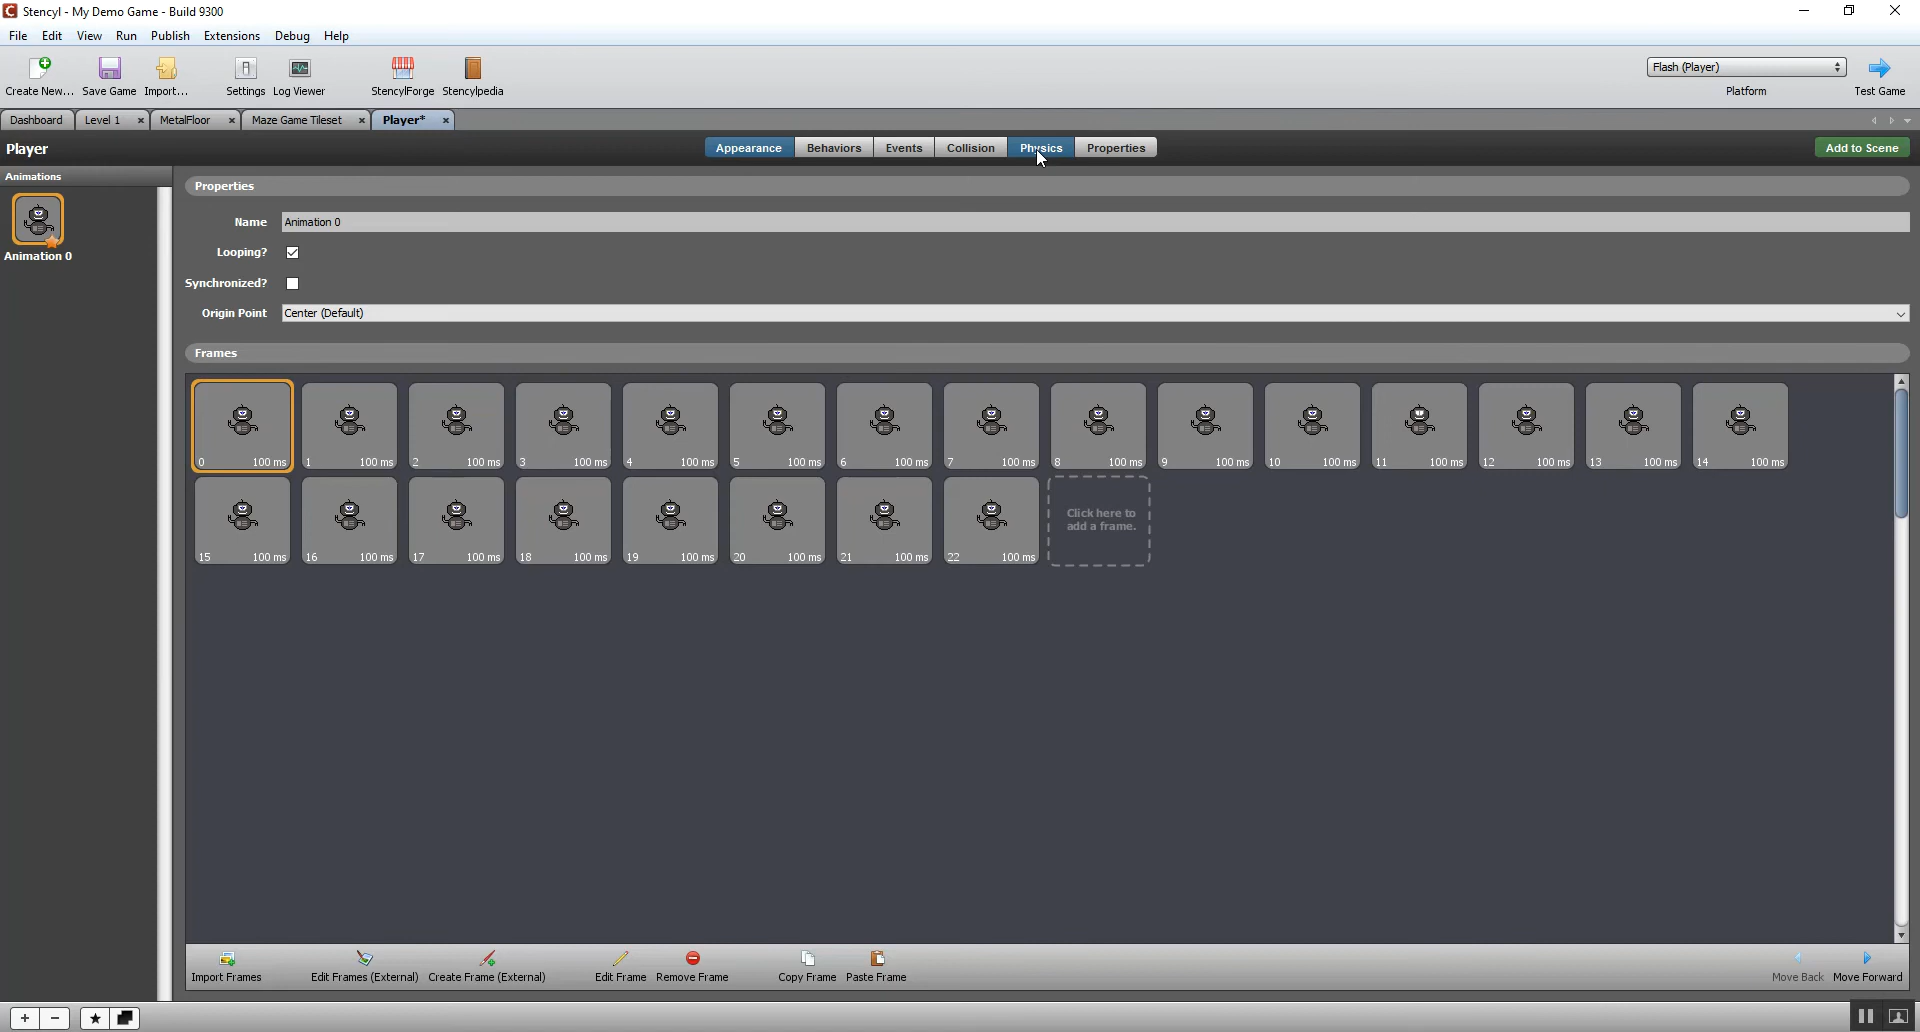 Stencyl - My Demo Game - Build 9300
File Edit View Run Publish Extensions Debug Help
Create New... Save Game Import... Settings Log Viewer StencylForge Stencylpedia
Flash (Player)
Platform Test Game
Dashboard Level 1 MetalFloor Maze Game Tileset Player*
Player Appearance Behaviors Events Collision Physics Properties Add to Scene
Animations
Animation 0
Properties
Name Animation 0
Looping?
Synchronized?
Origin Point Center (Default)
Frames
0 100 ms 1 100 ms 2 100 ms 3 100 ms 4 100 ms 5 100 ms 6 100 ms 7 100 ms 8 100 ms 9 100 ms 10 100 ms 11 100 ms 12 100 ms 13 100 ms 14 100 ms
Click here to
add a frame.
15 100 ms 16 100 ms 17 100 ms 18 100 ms 19 100 ms 20 100 ms 21 100 ms 22 100 ms
Import Frames Edit Frames (External) Create Frame (External) Edit Frame Remove Frame Copy Frame Paste Frame Move Back Move Forward